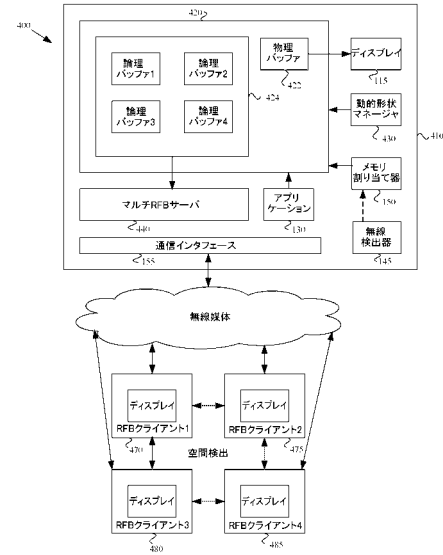 400
420
論理
バッファ1
論理
バッファ2
論理
バッファ3
論理
バッファ4
424
物理
バッファ
422
ディスプレイ
115
動的形状
マネージャ
430
410
メモリ
割り当て器
150
無線
検出器
145
マルチRFBサーバ
440
アプリ
ケーション
130
通信インタフェース
155
無線媒体
ディスプレイ
RFBクライアント1
470
ディスプレイ
RFBクライアント2
475
空間検出
ディスプレイ
RFBクライアント3
480
ディスプレイ
RFBクライアント4
485